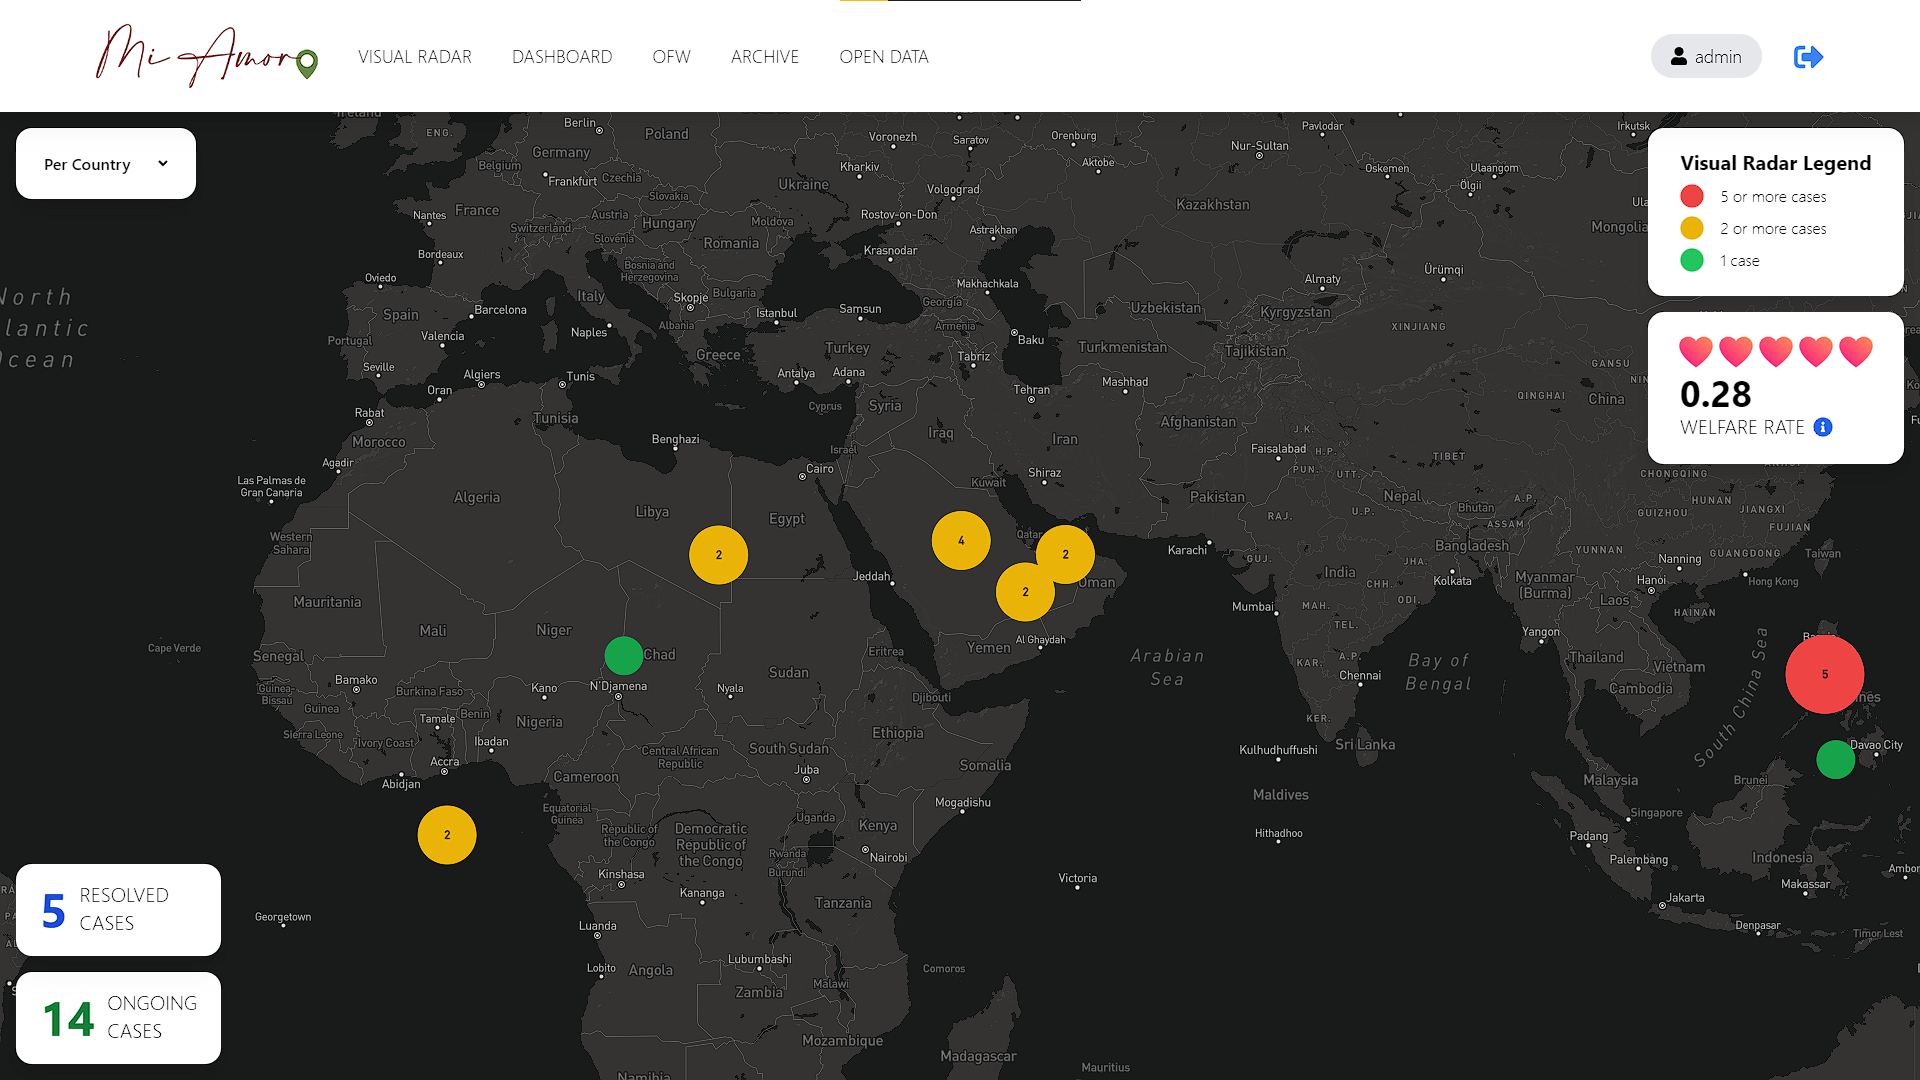 Mi Amor
VISUAL RADAR
DASHBOARD
OFW
ARCHIVE
OPEN DATA
admin
Per Country
Visual Radar Legend
5 or more cases
2 or more cases
1 case
0.28
WELFARE RATE
5 RESOLVED
CASES
14 ONGOING
CASES
2
4
2
2
2
5
North
Ireland
ENG.
Berlin
Poland
Germany
Belgium
Frankfurt
Czechia
Slovakia
Nantes
France
Austria
Hungary
Moldova
Switzerland
Slovenia
Romania
Bordeaux
Bosnia and
Herzegovina
Oviedo
Italy
Skopje
Bulgaria
Spain
Barcelona
Portugal
Valencia
Naples
Albania
Istanbul
Greece
Seville
Algiers
Tunis
Oran
Rabat
Tunisia
Morocco
Benghazi
Agadir
Las Palmas de
Gran Canaria
Algeria
Libya
Egypt
Cairo
Western
Sahara
Mauritania
Mali
Niger
Chad
Cape Verde
Senegal
Guinea-
Bissau
Bamako
Burkina Faso
Guinea
Sierra Leone
Ivory Coast
Tamale
Benin
Kano
N'Djamena
Nigeria
Ibadan
Accra
Abidjan
Nyala
Sudan
Eritrea
Djibouti
Ethiopia
Central African
Republic
South Sudan
Juba
Cameroon
Somalia
Mogadishu
Equatorial
Guinea
Republic of
the Congo
Democratic
Republic of
the Congo
Uganda
Kenya
Rwanda
Burundi
Nairobi
Kinshasa
Kananga
Tanzania
Georgetown
Luanda
Lobito
Angola
Lubumbashi
Zambia
Malawi
Comoros
Mozambique
Madagascar
Mauritius
Namibia
Victoria
Voronezh
Saratov
Orenburg
Kharkiv
Aktobe
Ukraine
Volgograd
Rostov-on-Don
Krasnodar
Astrakhan
Makhachkala
Samsun
Georgia
Armenia
Turkey
Baku
Tabriz
Antalya
Adana
Cyprus
Syria
Tehran
Mashhad
Turkmenistan
Uzbekistan
Iraq
Iran
Israel
Kuwait
Shiraz
Qatar
Jeddah
Oman
Yemen
Al Ghaydah
Arabian
Sea
Pavlodar
Irkutsk
Nur-Sultan
Oskemen
Ulaangom
Ölgii
Kazakhstan
Mongolia
Almaty
Ürümqi
Kyrgyzstan
Tajikistan
XINJIANG
GANSU
QINGHAI
China
Afghanistan
J.K.
Faisalabad
H.P.
PUN.
UTT.
TIBET
CHONGQING
Pakistan
Nepal
Bhutan
A.P.
HUNAN
JIANGXI
GUIZHOU
RAJ.
U.P.
ASSAM
FUJIAN
Karachi
GUJ.
JHA.
Bangladesh
YUNNAN
Nanning
GUANGDONG
Taiwan
India
CHH.
Kolkata
Myanmar
(Burma)
Hanoi
Hong Kong
ODI.
Laos
HAINAN
Mumbai
MAH.
TEL.
Yangon
KAR.
A.P.
Chennai
Bay of
Bengal
Thailand
Vietnam
Cambodia
South China Sea
KER.
Kulhudhuffushi
Sri Lanka
Davao City
Maldives
Hithadhoo
Malaysia
Brunei
Singapore
Padang
Palembang
Indonesia
Makassar
Jakarta
Denpasar